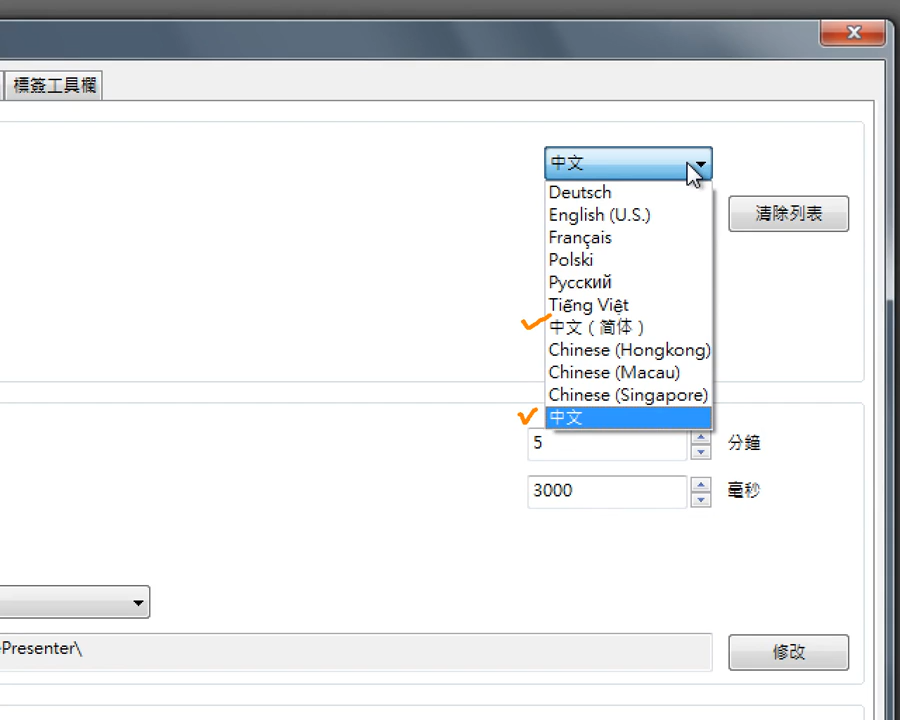 標簽工具欄
中文
Deutsch
English (U.S.)
清除列表
Français
Polski
Русский
Tiếng Việt
中文（简体）
Chinese (Hongkong)
Chinese (Macau)
Chinese (Singapore)
中文
5
分鐘
3000
毫秒
Presenter\
修改